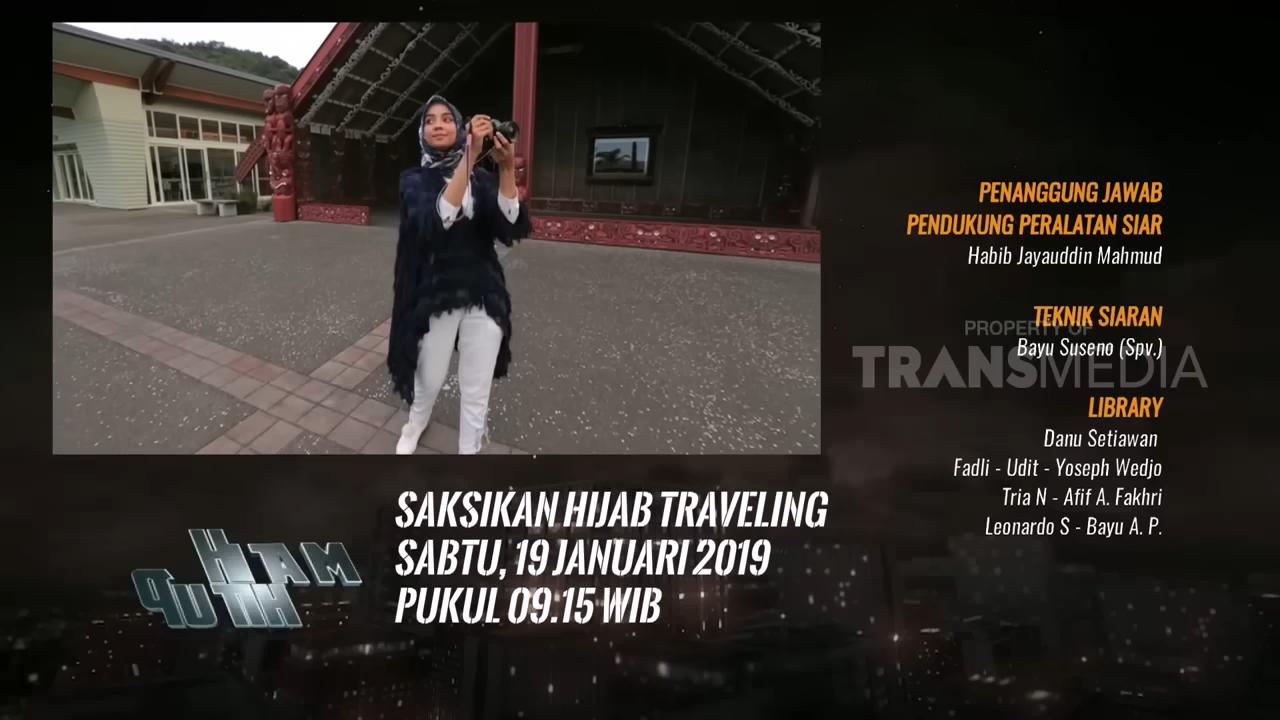 HITAM
PUTIH
SAKSIKAN HIJAB TRAVELING
SABTU, 19 JANUARI 2019
PUKUL 09.15 WIB
PENANGGUNG JAWAB
PENDUKUNG PERALATAN SIAR
Habib Jayauddin Mahmud
TEKNIK SIARAN
Bayu Suseno (Spv.)
PROPERTY OF
TRANSMEDIA
LIBRARY
Danu Setiawan
Fadli - Udit - Yoseph Wedjo
Tria N - Afif A. Fakhri
Leonardo S - Bayu A. P.